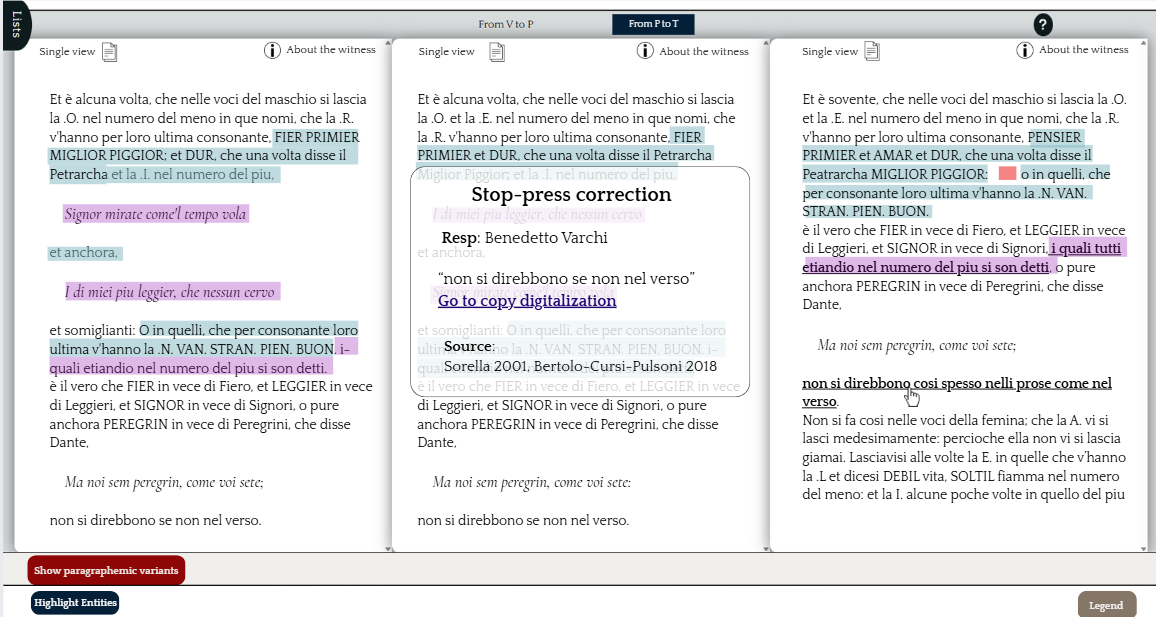 Lists
From V to P
From P to T
?
Single view
About the witness
Et è alcuna volta, che nelle voci del maschio si lascia
la .O. nel numero del meno in que nomi, che la .R.
v'hanno per loro ultima consonante, FIER PRIMIER
MIGLIOR PIGGIOR; et DUR, che una volta disse il
Petrarcha et la .I. nel numero del piu,
Signor mirate come'l tempo vola
et anchora,
I di miei piu leggier, che nessun cervo
et somiglianti: O in quelli, che per consonante loro
ultima v'hanno la .N. VAN. STRAN. PIEN. BUON. i-
quali etiandio nel numero del piu si son detti.
è il vero che FIER in vece di Fiero, et LEGGIER in vece
di Leggieri, et SIGNOR in vece di Signori, o pure
anchora PEREGRIN in vece di Peregrini, che disse
Dante,
Ma noi sem peregrin, come voi sete;
non si direbbono se non nel verso.
Single view
About the witness
Et è alcuna volta, che nelle voci del maschio si lascia
la .O. et la .E. nel numero del meno in que nomi, che
la .R. v'hanno per loro ultima consonante, FIER
PRIMIER et DUR, che una volta disse il Petrarcha
Miglior Piggior; et la .I. nel numero del piu,
I di miei piu leggier, che nessun cervo
et anchora,
Signor mirate come'l tempo vola
et somiglianti: O in quelli, che per consonante loro
ultima v'hanno la .N. VAN. STRAN. PIEN. BUON. i-
è il vero che FIER in vece di Fiero, et LEGGIER in vece
di Leggieri, et SIGNOR in vece di Signori, o pure
anchora PEREGRIN in vece di Peregrini, che disse
Dante,
Ma noi sem peregrin, come voi sete:
non si direbbono se non nel verso.
Stop-press correction
Resp: Benedetto Varchi
“non si direbbono se non nel verso”
Go to copy digitalization
Source:
Sorella 2001, Bertolo-Cursi-Pulsoni 2018
Single view
About the witness
Et è sovente, che nelle voci del maschio si lascia la .O.
et la .E. nel numero del meno in que nomi, che la .R.
v'hanno per loro ultima consonante, PENSIER
PRIMIER et AMAR et DUR, che una volta disse il
Peatrarcha MIGLIOR PIGGIOR: o in quelli, che
per consonante loro ultima v'hanno la .N. VAN.
STRAN. PIEN. BUON.
è il vero che FIER in vece di Fiero, et LEGGIER in vece
di Leggieri, et SIGNOR in vece di Signori, i quali tutti
etiandio nel numero del piu si son detti, o pure
anchora PEREGRIN in vece di Peregrini, che disse
Dante,
Ma noi sem peregrin, come voi sete;
non si direbbono cosi spesso nelli prose come nel
verso.
Non si fa cosi nelle voci della femina; che la A. vi si
lasci medesimamente: percioche ella non vi si lascia
giamai. Lasciavisi alle volte la E. in quelle che v’hanno
la .L et dicesi DEBIL vita, SOLTIL fiamma nel numero
del meno: et la I. alcune poche volte in quello del piu
Show paragraphemic variants
Highlight Entities
Legend